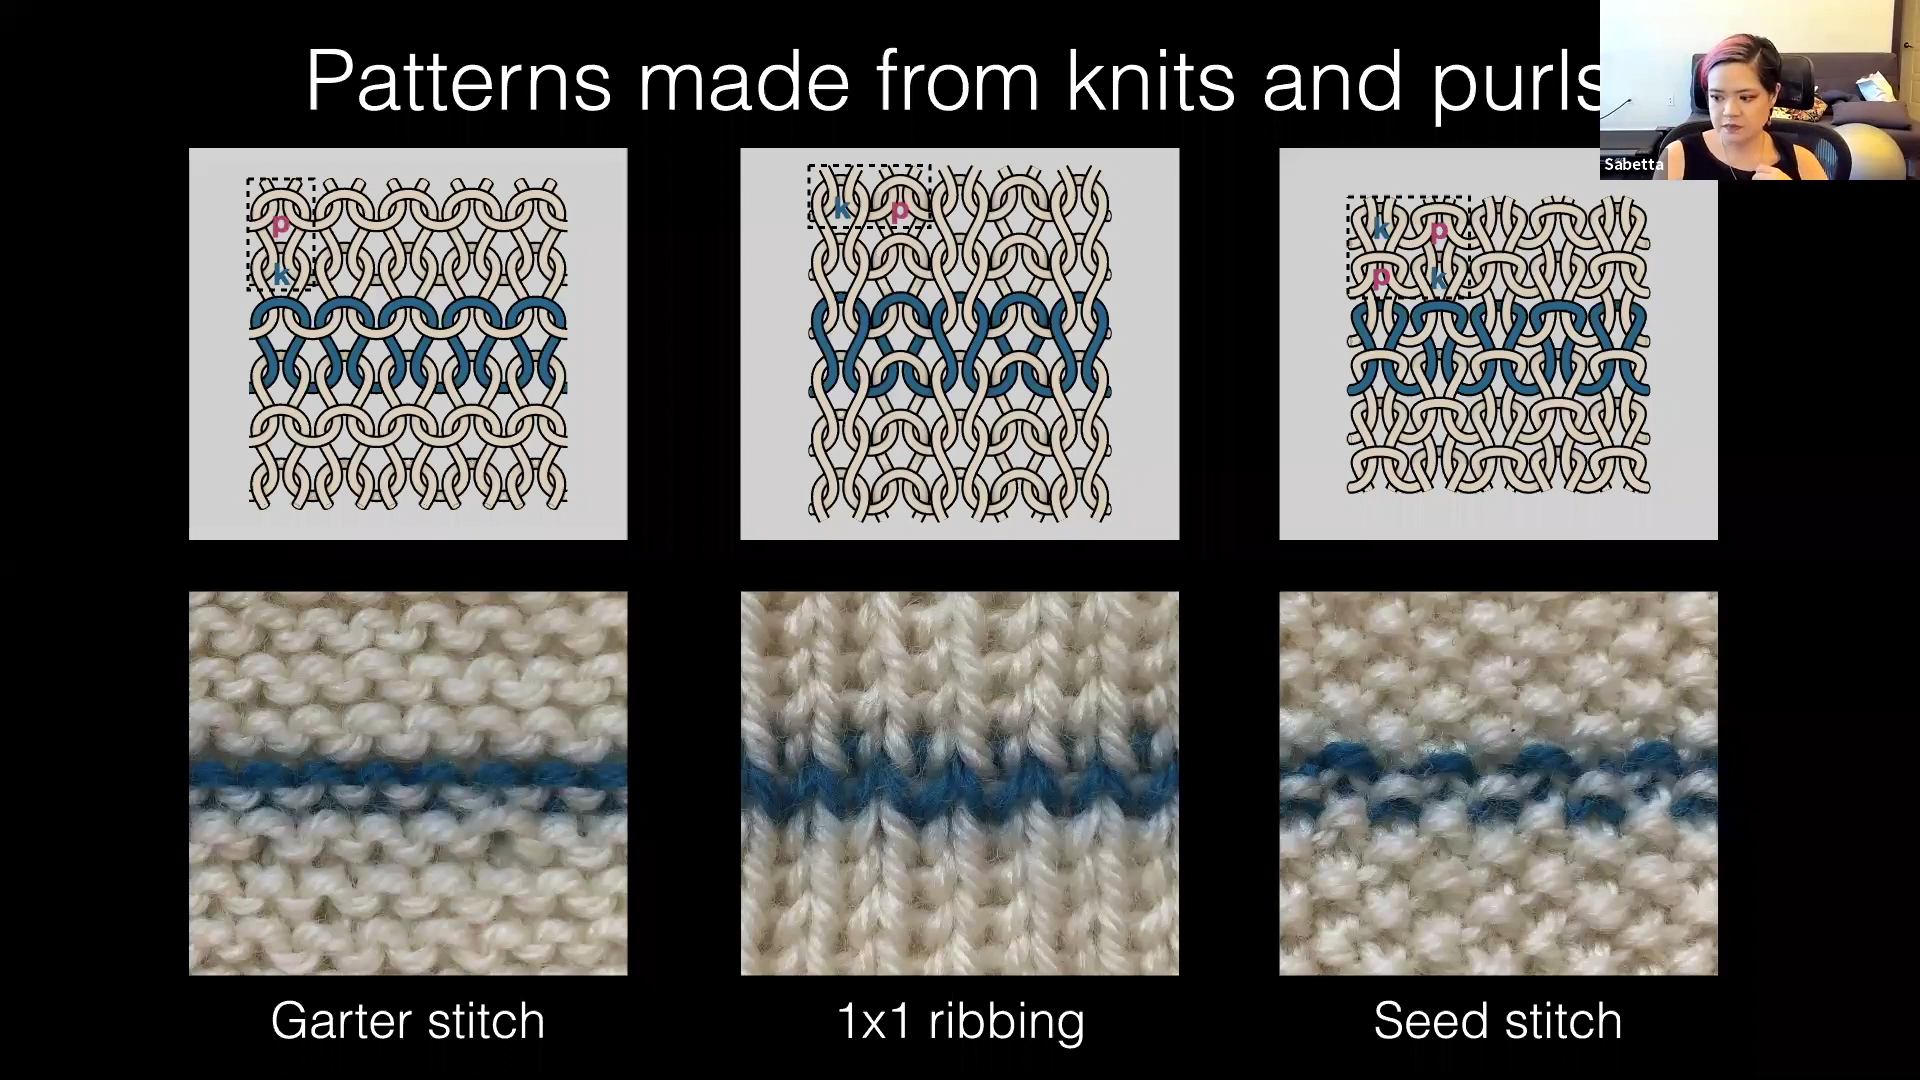 Patterns made from knits and purls
Sabetta
p
k
k p
k p
p k
Garter stitch
1x1 ribbing
Seed stitch